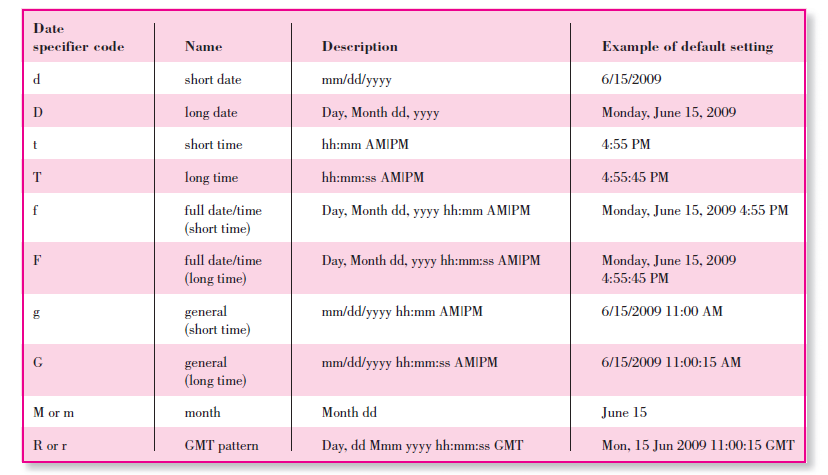 Date
specifier code Name Description Example of default setting
d short date mm/dd/yyyy 6/15/2009
D long date Day, Month dd, yyyy Monday, June 15, 2009
t short time hh:mm AM|PM 4:55 PM
T long time hh:mm:ss AM|PM 4:55:45 PM
f full date/time Day, Month dd, yyyy hh:mm AM|PM Monday, June 15, 2009 4:55 PM
(short time)
F full date/time Day, Month dd, yyyy hh:mm:ss AM|PM Monday, June 15, 2009
(long time) 4:55:45 PM
g general mm/dd/yyyy hh:mm AM|PM 6/15/2009 11:00 AM
(short time)
G general mm/dd/yyyy hh:mm:ss AM|PM 6/15/2009 11:00:15 AM
(long time)
M or m month Month dd June 15
R or r GMT pattern Day, dd Mmm yyyy hh:mm:ss GMT Mon, 15 Jun 2009 11:00:15 GMT